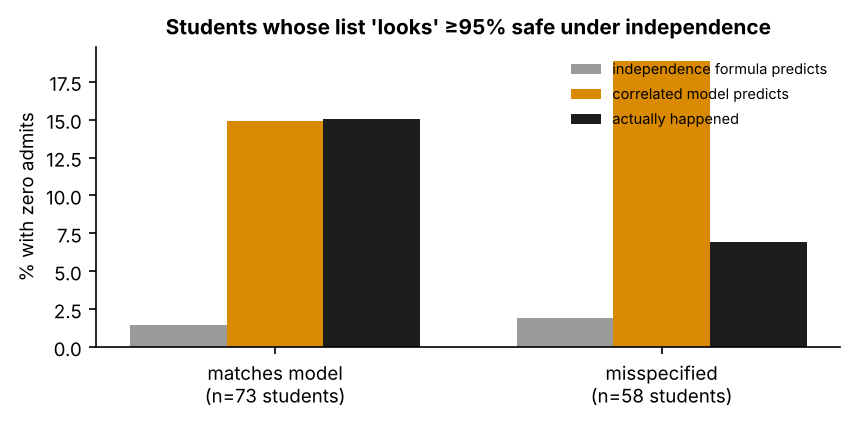 Students whose list 'looks' ≥95% safe under independence
% with zero admits
17.5
15.0
12.5
10.0
7.5
5.0
2.5
0.0
independence formula predicts
correlated model predicts
actually happened
matches model
(n=73 students)
misspecified
(n=58 students)